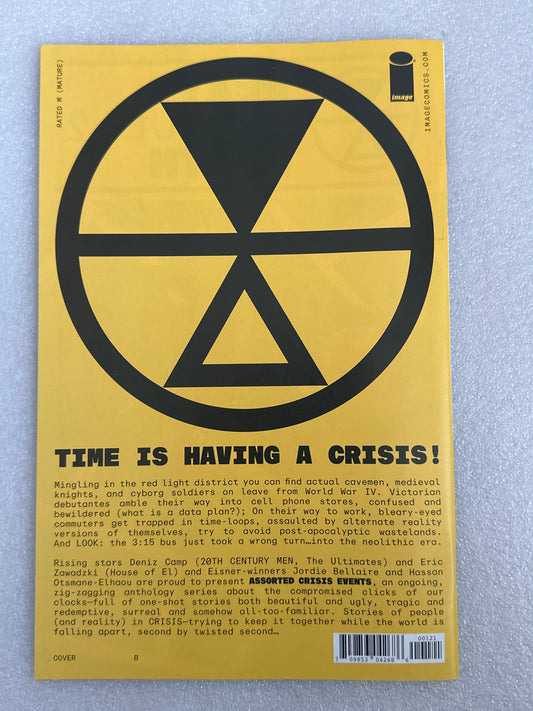 RATED M (MATURE)
image
IMAGECOMICS.COM
TIME IS HAVING A CRISIS!
Mingling in the red light district you can find actual cavemen, medieval
knights, and cyborg soldiers on leave from World War IV. Victorian
debutantes amble their way into cell phone stores, confused and
bewildered (what is a data plan?); On their way to work, bleary-eyed
commuters get trapped in time-loops, assaulted by alternate reality
versions of themselves, try to avoid post-apocalyptic wastelands.
And LOOK: the 3:15 bus just took a wrong turn…into the neolithic era.
Rising stars Deniz Camp (20TH CENTURY MEN, The Ultimates) and Eric
Zawadzki (House of El) and Eisner-winners Jordie Bellaire and Hassan
Otsmane-Elhaou are proud to present ASSORTED CRISIS EVENTS, an ongoing,
zig-zagging anthology series about the compromised clicks of our
clocks—full of one-shot stories both beautiful and ugly, tragic and
redemptive, surreal and somehow all-too-familiar. Stories of people
(and reality) in CRISIS—trying to keep it together while the world is
falling apart, second by twisted second…
COVER B
00121
7 09853 04268 6